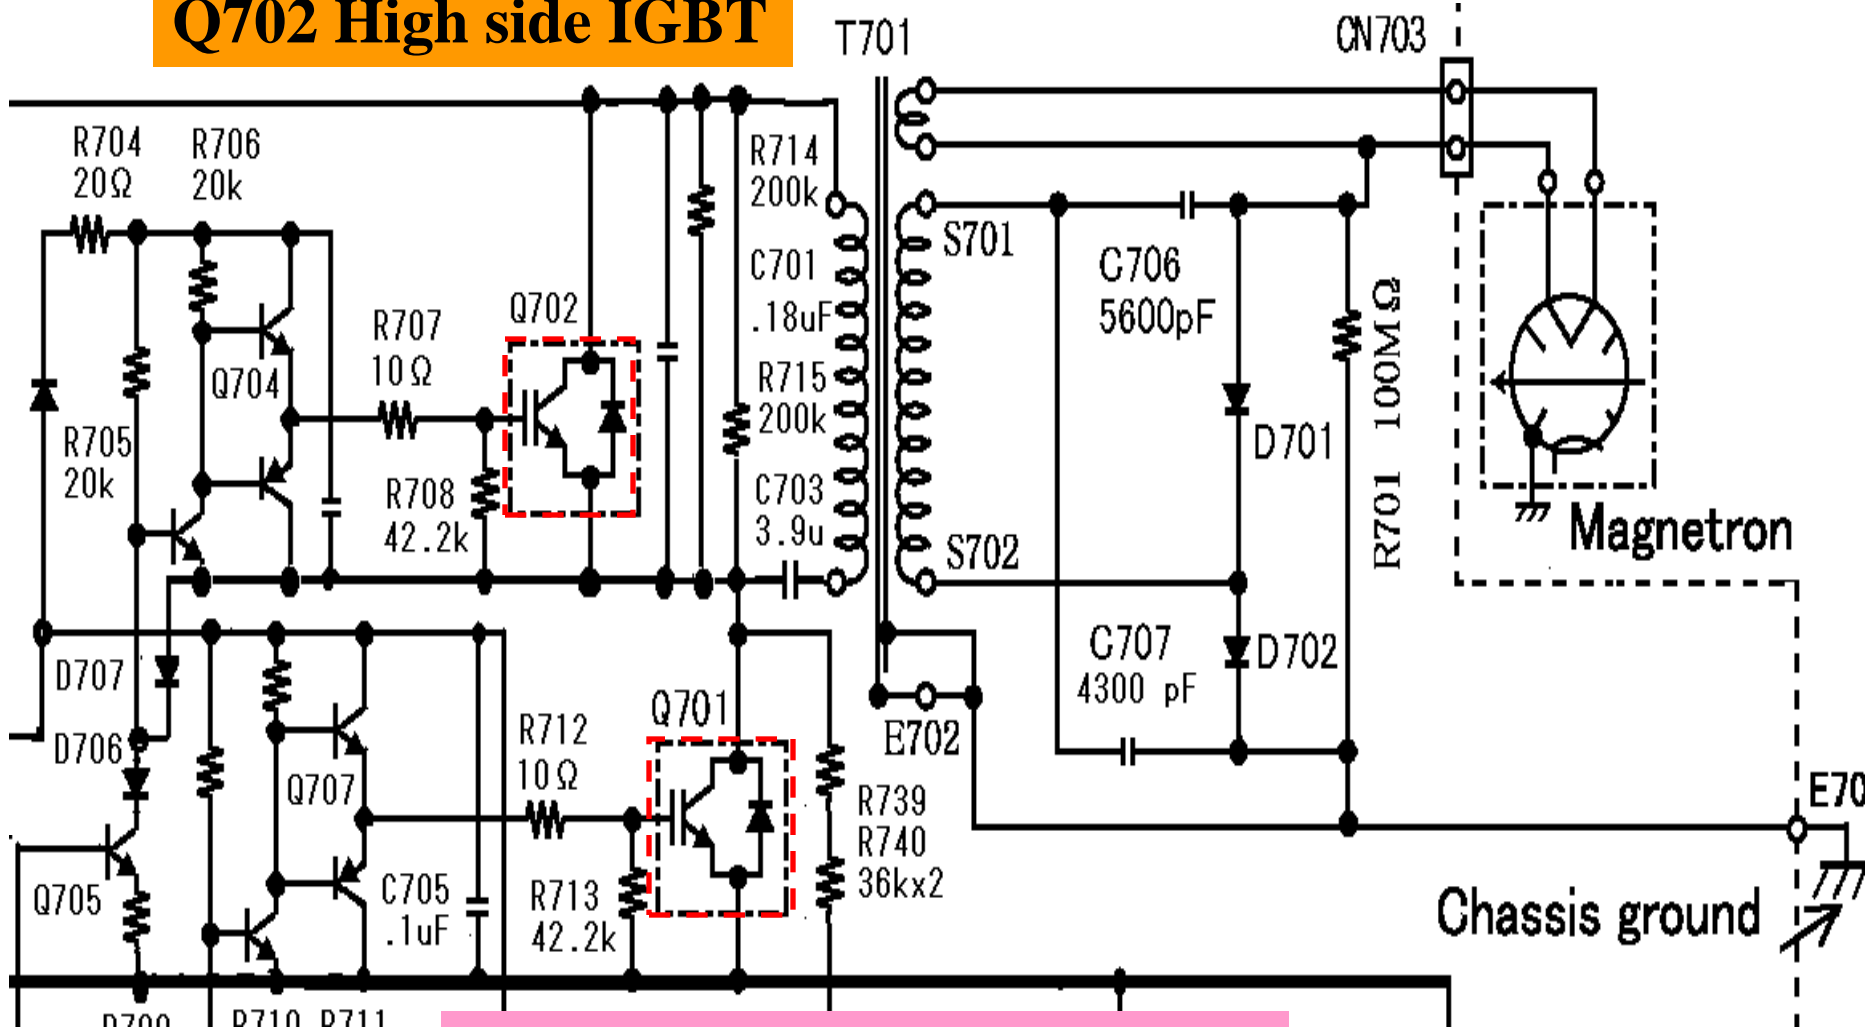 Q702 High side IGBT
T701
CN703
R704
20Ω
R706
20k
R714
200k
S701
C701
.18uF
C706
5600pF
Q702
R707
10Ω
Q704
R715
200k
R701 100MΩ
D701
R705
20k
R708
42.2k
C703
3.9u
S702
Magnetron
D707
C707
4300 pF
D702
Q701
D706
R712
10Ω
E702
Q707
R739
R740
36kx2
E70
Q705
C705
.1uF
R713
42.2k
Chassis ground
R710 R711